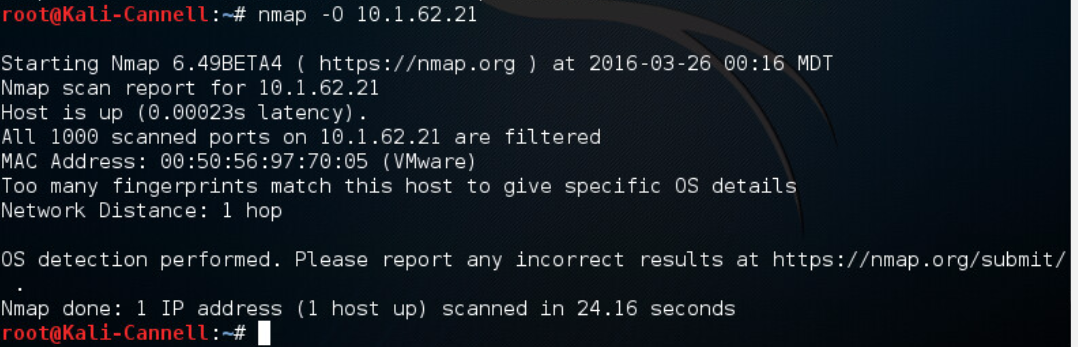 root@Kali-Cannell:~# nmap -O 10.1.62.21
Starting Nmap 6.49BETA4 ( https://nmap.org ) at 2016-03-26 00:16 MDT
Nmap scan report for 10.1.62.21
Host is up (0.00023s latency).
All 1000 scanned ports on 10.1.62.21 are filtered
MAC Address: 00:50:56:97:70:05 (VMware)
Too many fingerprints match this host to give specific OS details
Network Distance: 1 hop
OS detection performed. Please report any incorrect results at https://nmap.org/submit/
.
Nmap done: 1 IP address (1 host up) scanned in 24.16 seconds
root@Kali-Cannell:~#